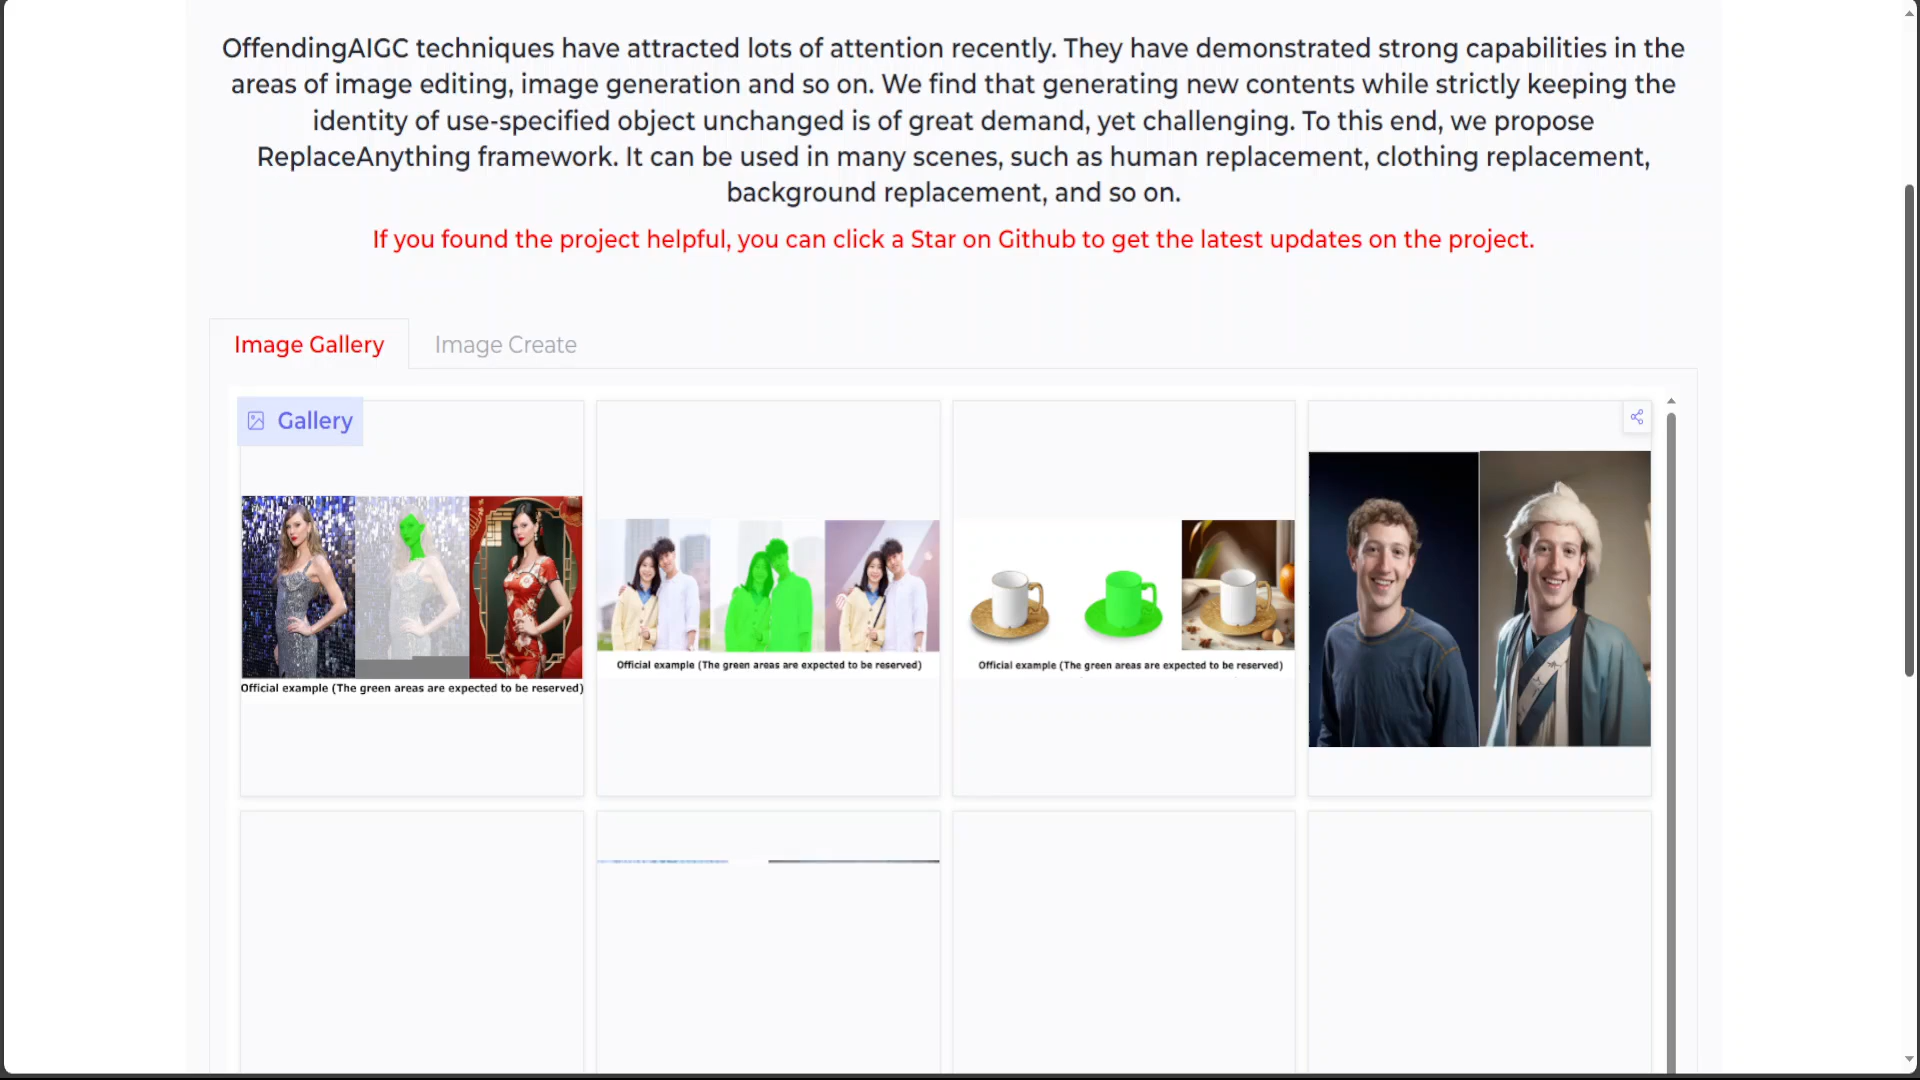 OffendingAIGC techniques have attracted lots of attention recently. They have demonstrated strong capabilities in the
areas of image editing, image generation and so on. We find that generating new contents while strictly keeping the
identity of use-specified object unchanged is of great demand, yet challenging. To this end, we propose
ReplaceAnything framework. It can be used in many scenes, such as human replacement, clothing replacement,
background replacement, and so on.
If you found the project helpful, you can click a Star on Github to get the latest updates on the project.
Image Gallery
Image Create
Gallery
Official example (The green areas are expected to be reserved)
Official example (The green areas are expected to be reserved)
Official example (The green areas are expected to be reserved)